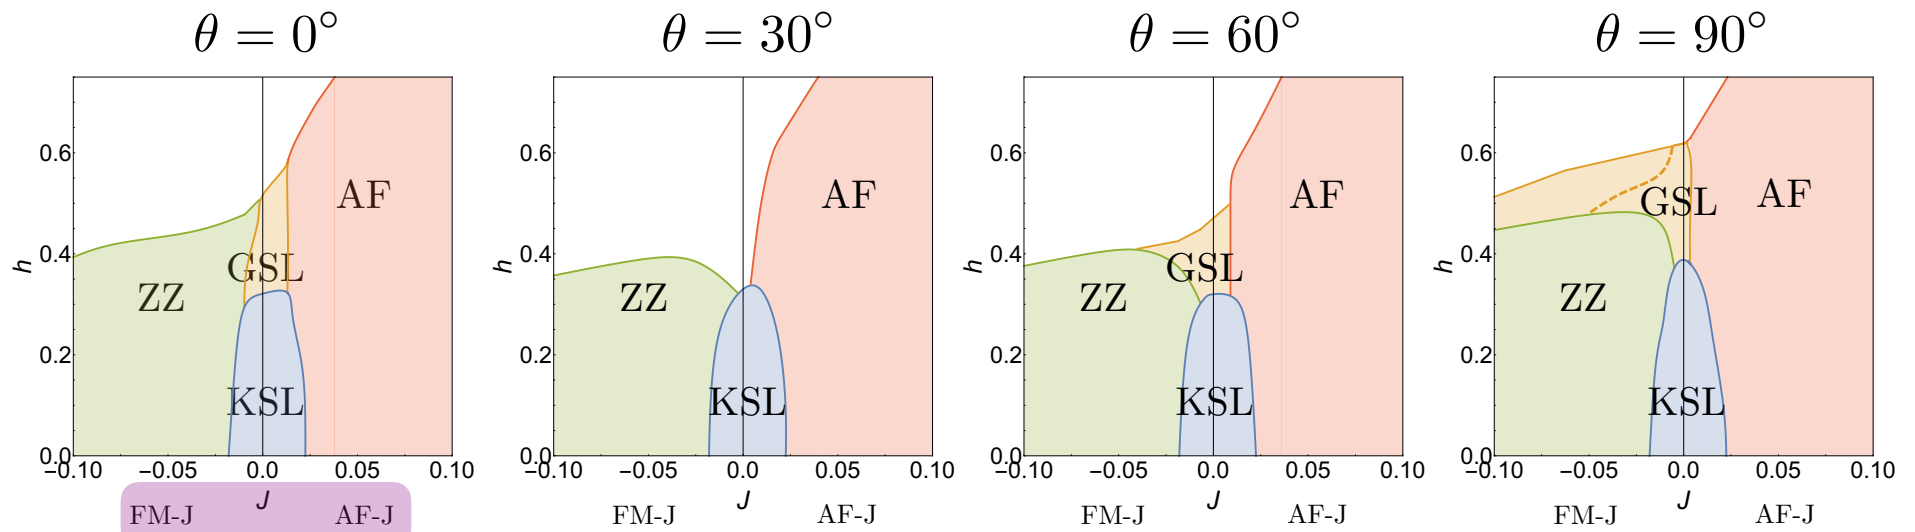 θ = 0° θ = 30° θ = 60° θ = 90°
0.6 0.6 0.6 0.6
AF AF AF GSL AF
h 0.4 h 0.4 h 0.4 h 0.4
GSL GSL
ZZ ZZ ZZ ZZ
0.2 0.2 0.2 0.2
KSL KSL KSL KSL
0.0 0.0 0.0 0.0
−0.10 −0.05 0.0 0.05 0.10 −0.10 −0.05 0.0 0.05 0.10 −0.10 −0.05 0.0 0.05 0.10 −0.10 −0.05 0.0 0.05 0.10
J J J J
FM-J AF-J FM-J AF-J FM-J AF-J FM-J AF-J